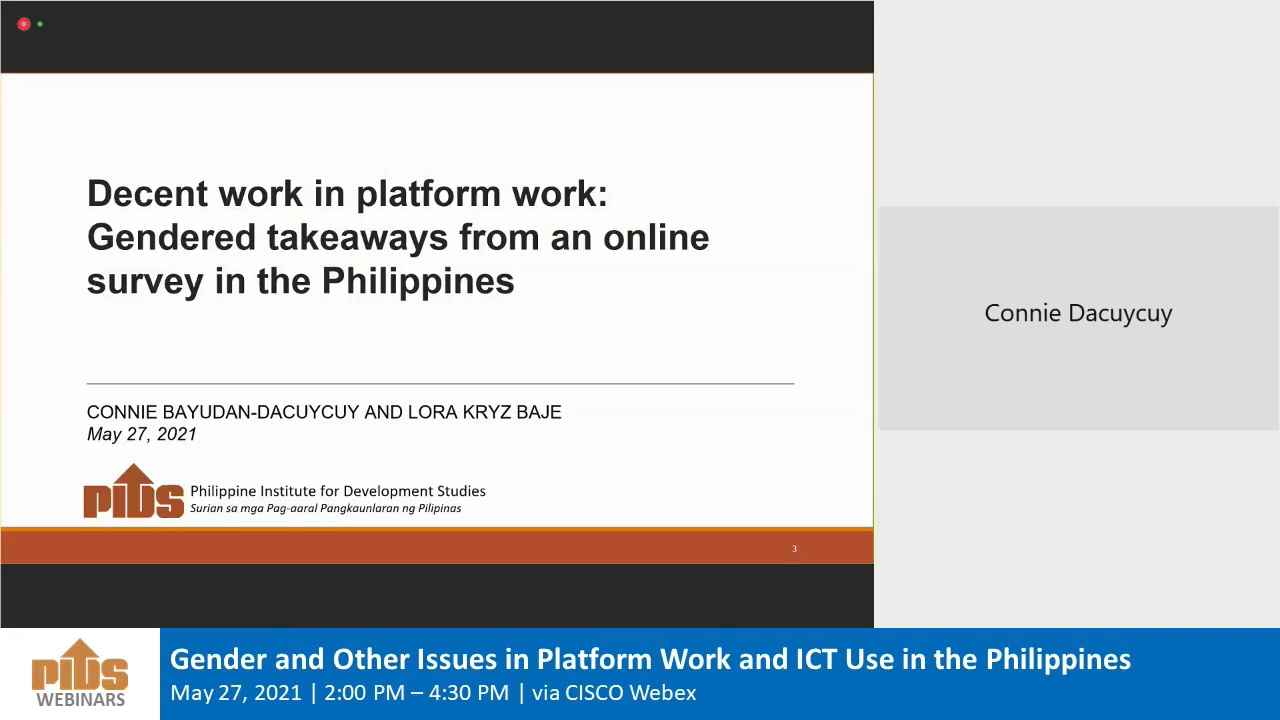 Decent work in platform work:
Gendered takeaways from an online
survey in the Philippines
CONNIE BAYUDAN-DACUYCUY AND LORA KRYZ BAJE
May 27, 2021
PIDS
Philippine Institute for Development Studies
Surian sa mga Pag-aaral Pangkaunlaran ng Pilipinas
3
Connie Dacuycuy
PIDS
WEBINARS
Gender and Other Issues in Platform Work and ICT Use in the Philippines
May 27, 2021 | 2:00 PM – 4:30 PM | via CISCO Webex